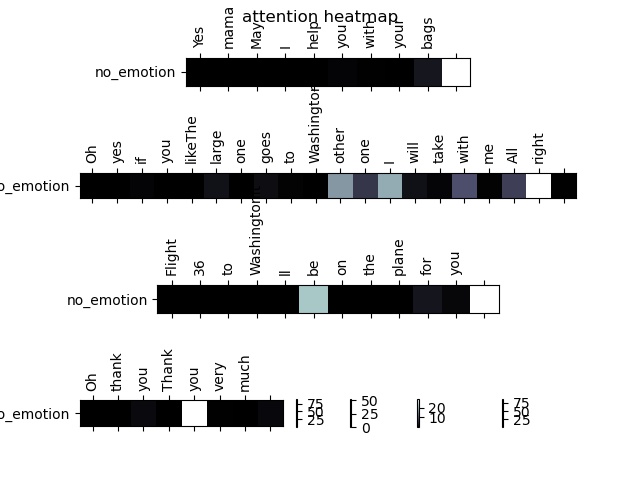 attention heatmap
Yes mama May I help you with your bags
no_emotion
Oh yes if you likeThe large one goes to Washington other one I will take with me All right
no_emotion
Flight 36 to Washington ll be on the plane for you
no_emotion
Oh thank you Thank you very much
no_emotion
75 50 25
50 25 0
20 10
75 50 25